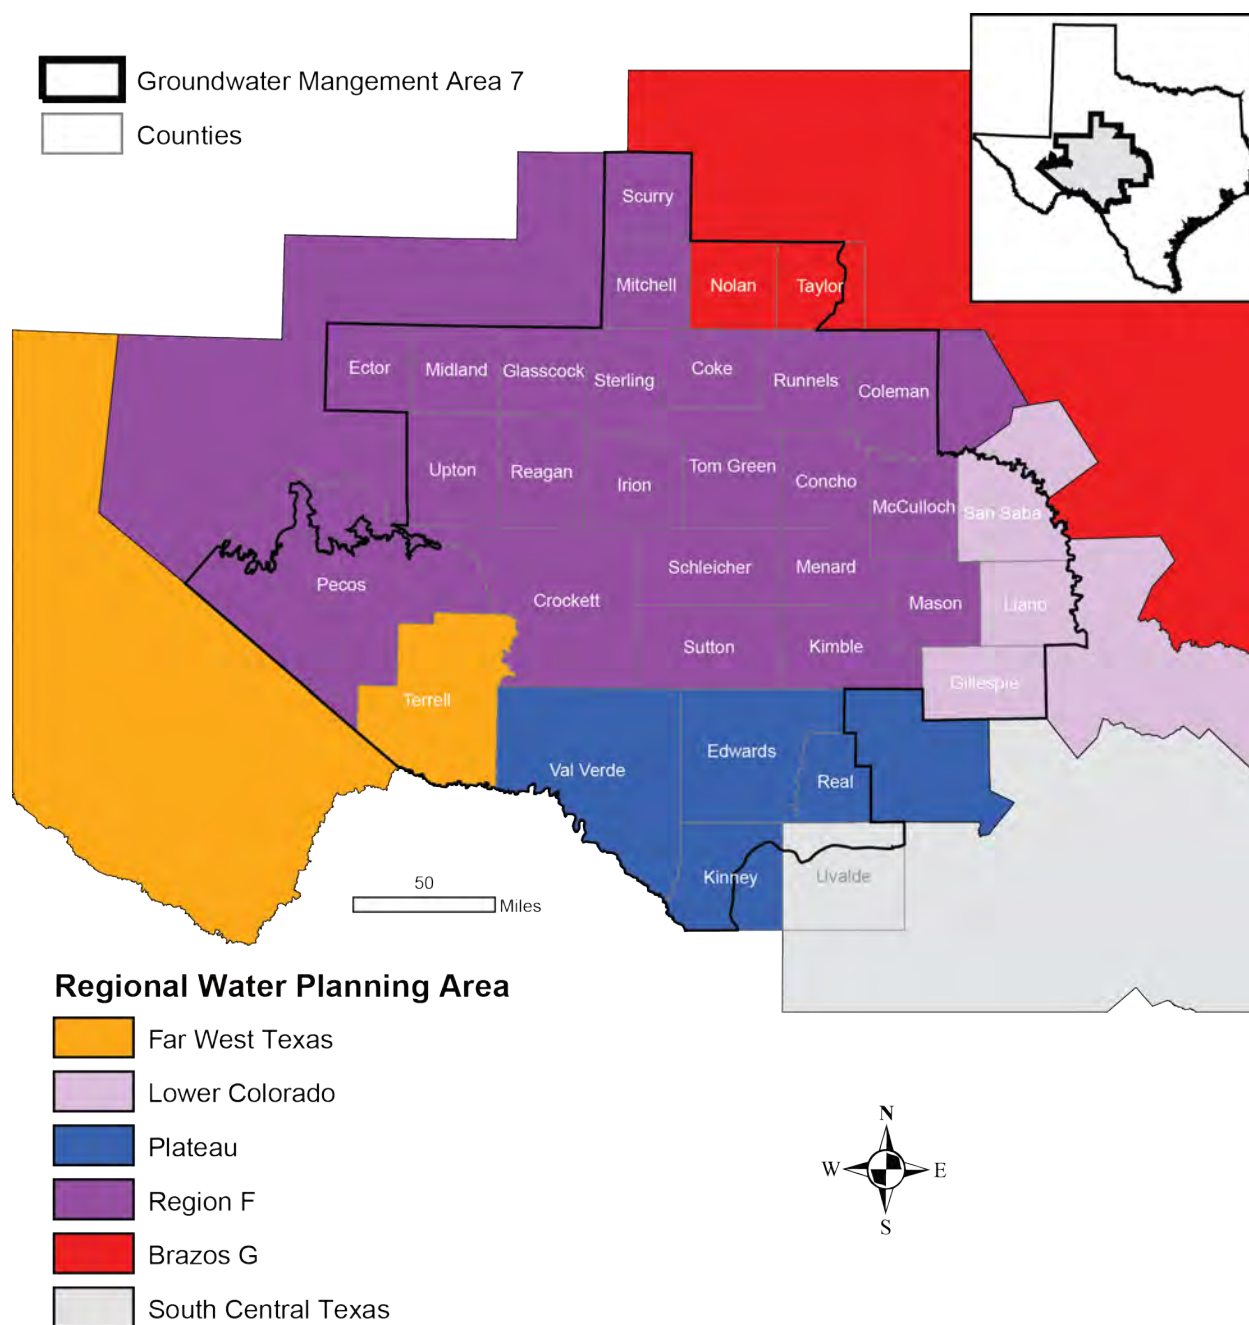 Groundwater Mangement Area 7
Counties
Scurry
Mitchell
Nolan
Taylor
Ector
Midland
Glasscock
Sterling
Coke
Runnels
Coleman
Upton
Reagan
Irion
Tom Green
Concho
McCulloch
San Saba
Pecos
Crockett
Schleicher
Menard
Mason
Llano
Sutton
Kimble
Gillespie
Terrell
Val Verde
Edwards
Real
Kinney
Uvalde
50
Miles
Regional Water Planning Area
Far West Texas
Lower Colorado
Plateau
Region F
Brazos G
South Central Texas
N
W
E
S